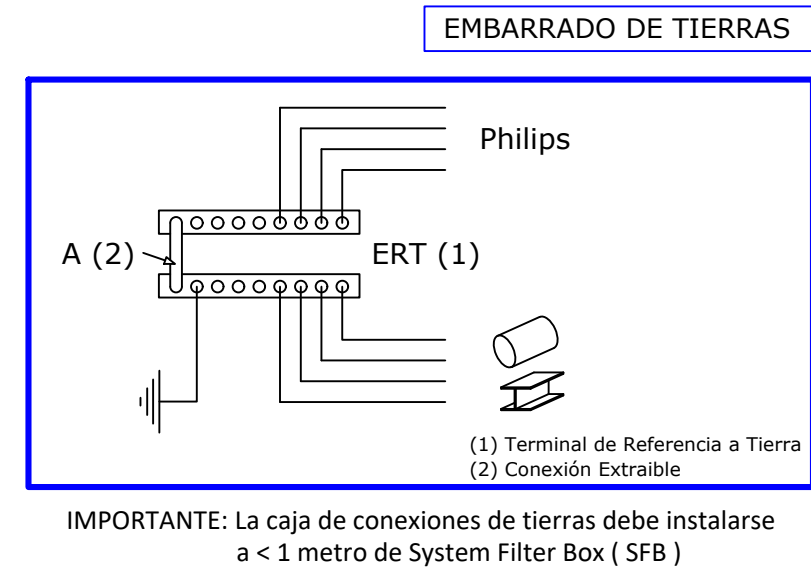 EMBARRADO DE TIERRAS
Philips
A (2)
ERT (1)
(1) Terminal de Referencia a Tierra
(2) Conexión Extraible
IMPORTANTE: La caja de conexiones de tierras debe instalarse
a < 1 metro de System Filter Box ( SFB )